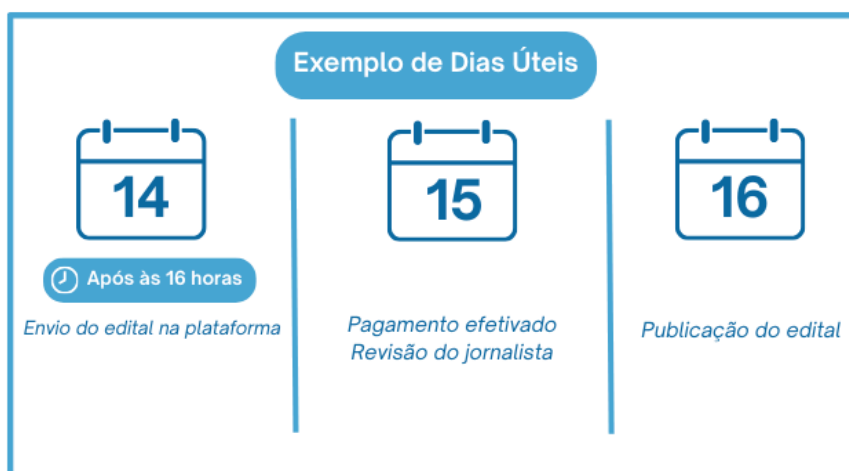 Exemplo de Dias Úteis
14
Após às 16 horas
Envio do edital na plataforma
15
Pagamento efetivado
Revisão do jornalista
16
Publicação do edital